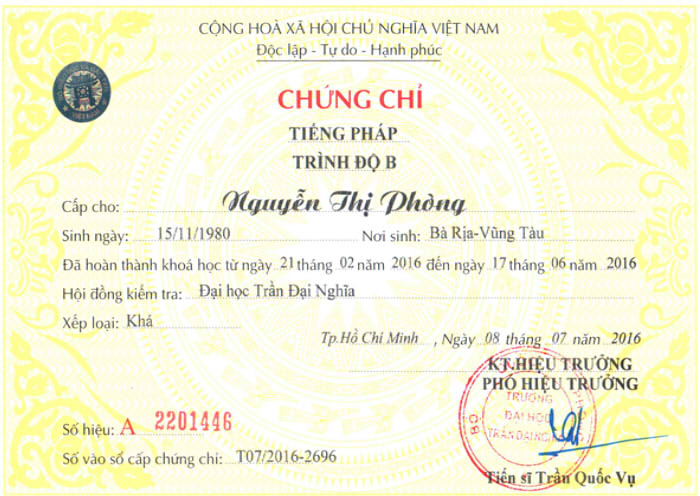 CỘNG HOÀ XÃ HỘI CHỦ NGHĨA VIỆT NAM
Độc lập - Tự do - Hạnh phúc
CHỨNG CHỈ
TIẾNG PHÁP
TRÌNH ĐỘ B
Cấp cho: Nguyễn Thị Phòng
Sinh ngày: 15/11/1980 Nơi sinh: Bà Rịa-Vũng Tàu
Đã hoàn thành khoá học từ ngày 21 tháng 02 năm 2016 đến ngày 17 tháng 06 năm 2016
Hội đồng kiểm tra: Đại học Trần Đại Nghĩa
Xếp loại: Khá
Tp.Hồ Chí Minh, Ngày 08 tháng 07 năm 2016
KT.HIỆU TRƯỞNG
PHÓ HIỆU TRƯỞNG
TRƯỜNG
ĐẠI HỌC
TRẦN ĐẠI NGHĨA
Số hiệu: A 2201446
Số vào sổ cấp chứng chỉ: T07/2016-2696
Tiến sĩ Trần Quốc Vụ